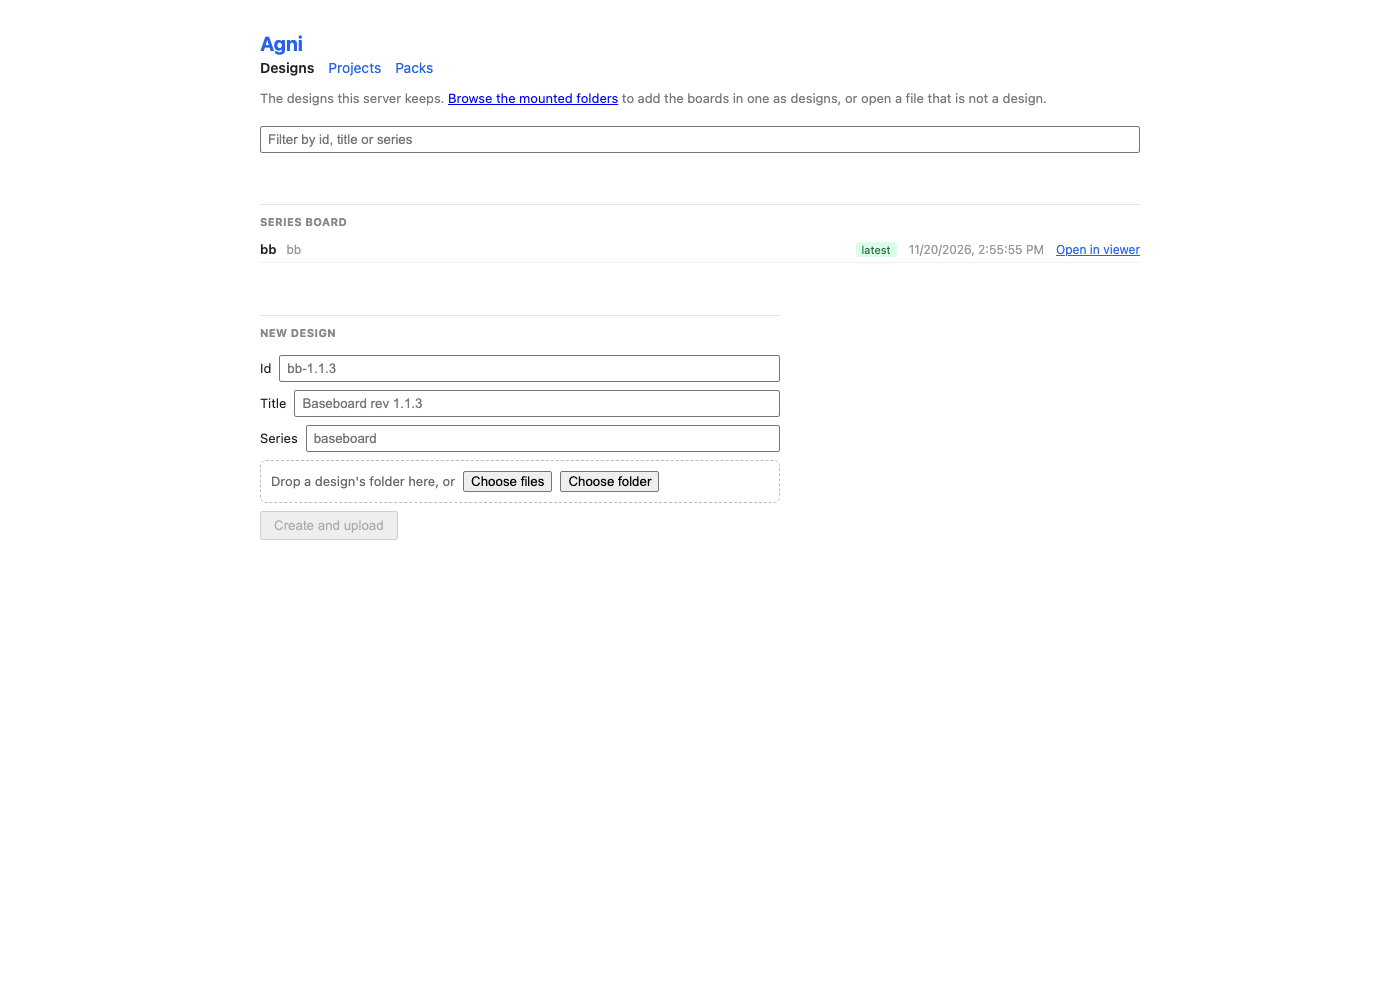 Agni
Designs Projects Packs
The designs this server keeps. Browse the mounted folders to add the boards in one as designs, or open a file that is not a design.
Filter by id, title or series
SERIES BOARD
bb bb latest 11/20/2026, 2:55:55 PM Open in viewer
NEW DESIGN
Id bb-1.1.3
Title Baseboard rev 1.1.3
Series baseboard
Drop a design's folder here, or Choose files Choose folder
Create and upload